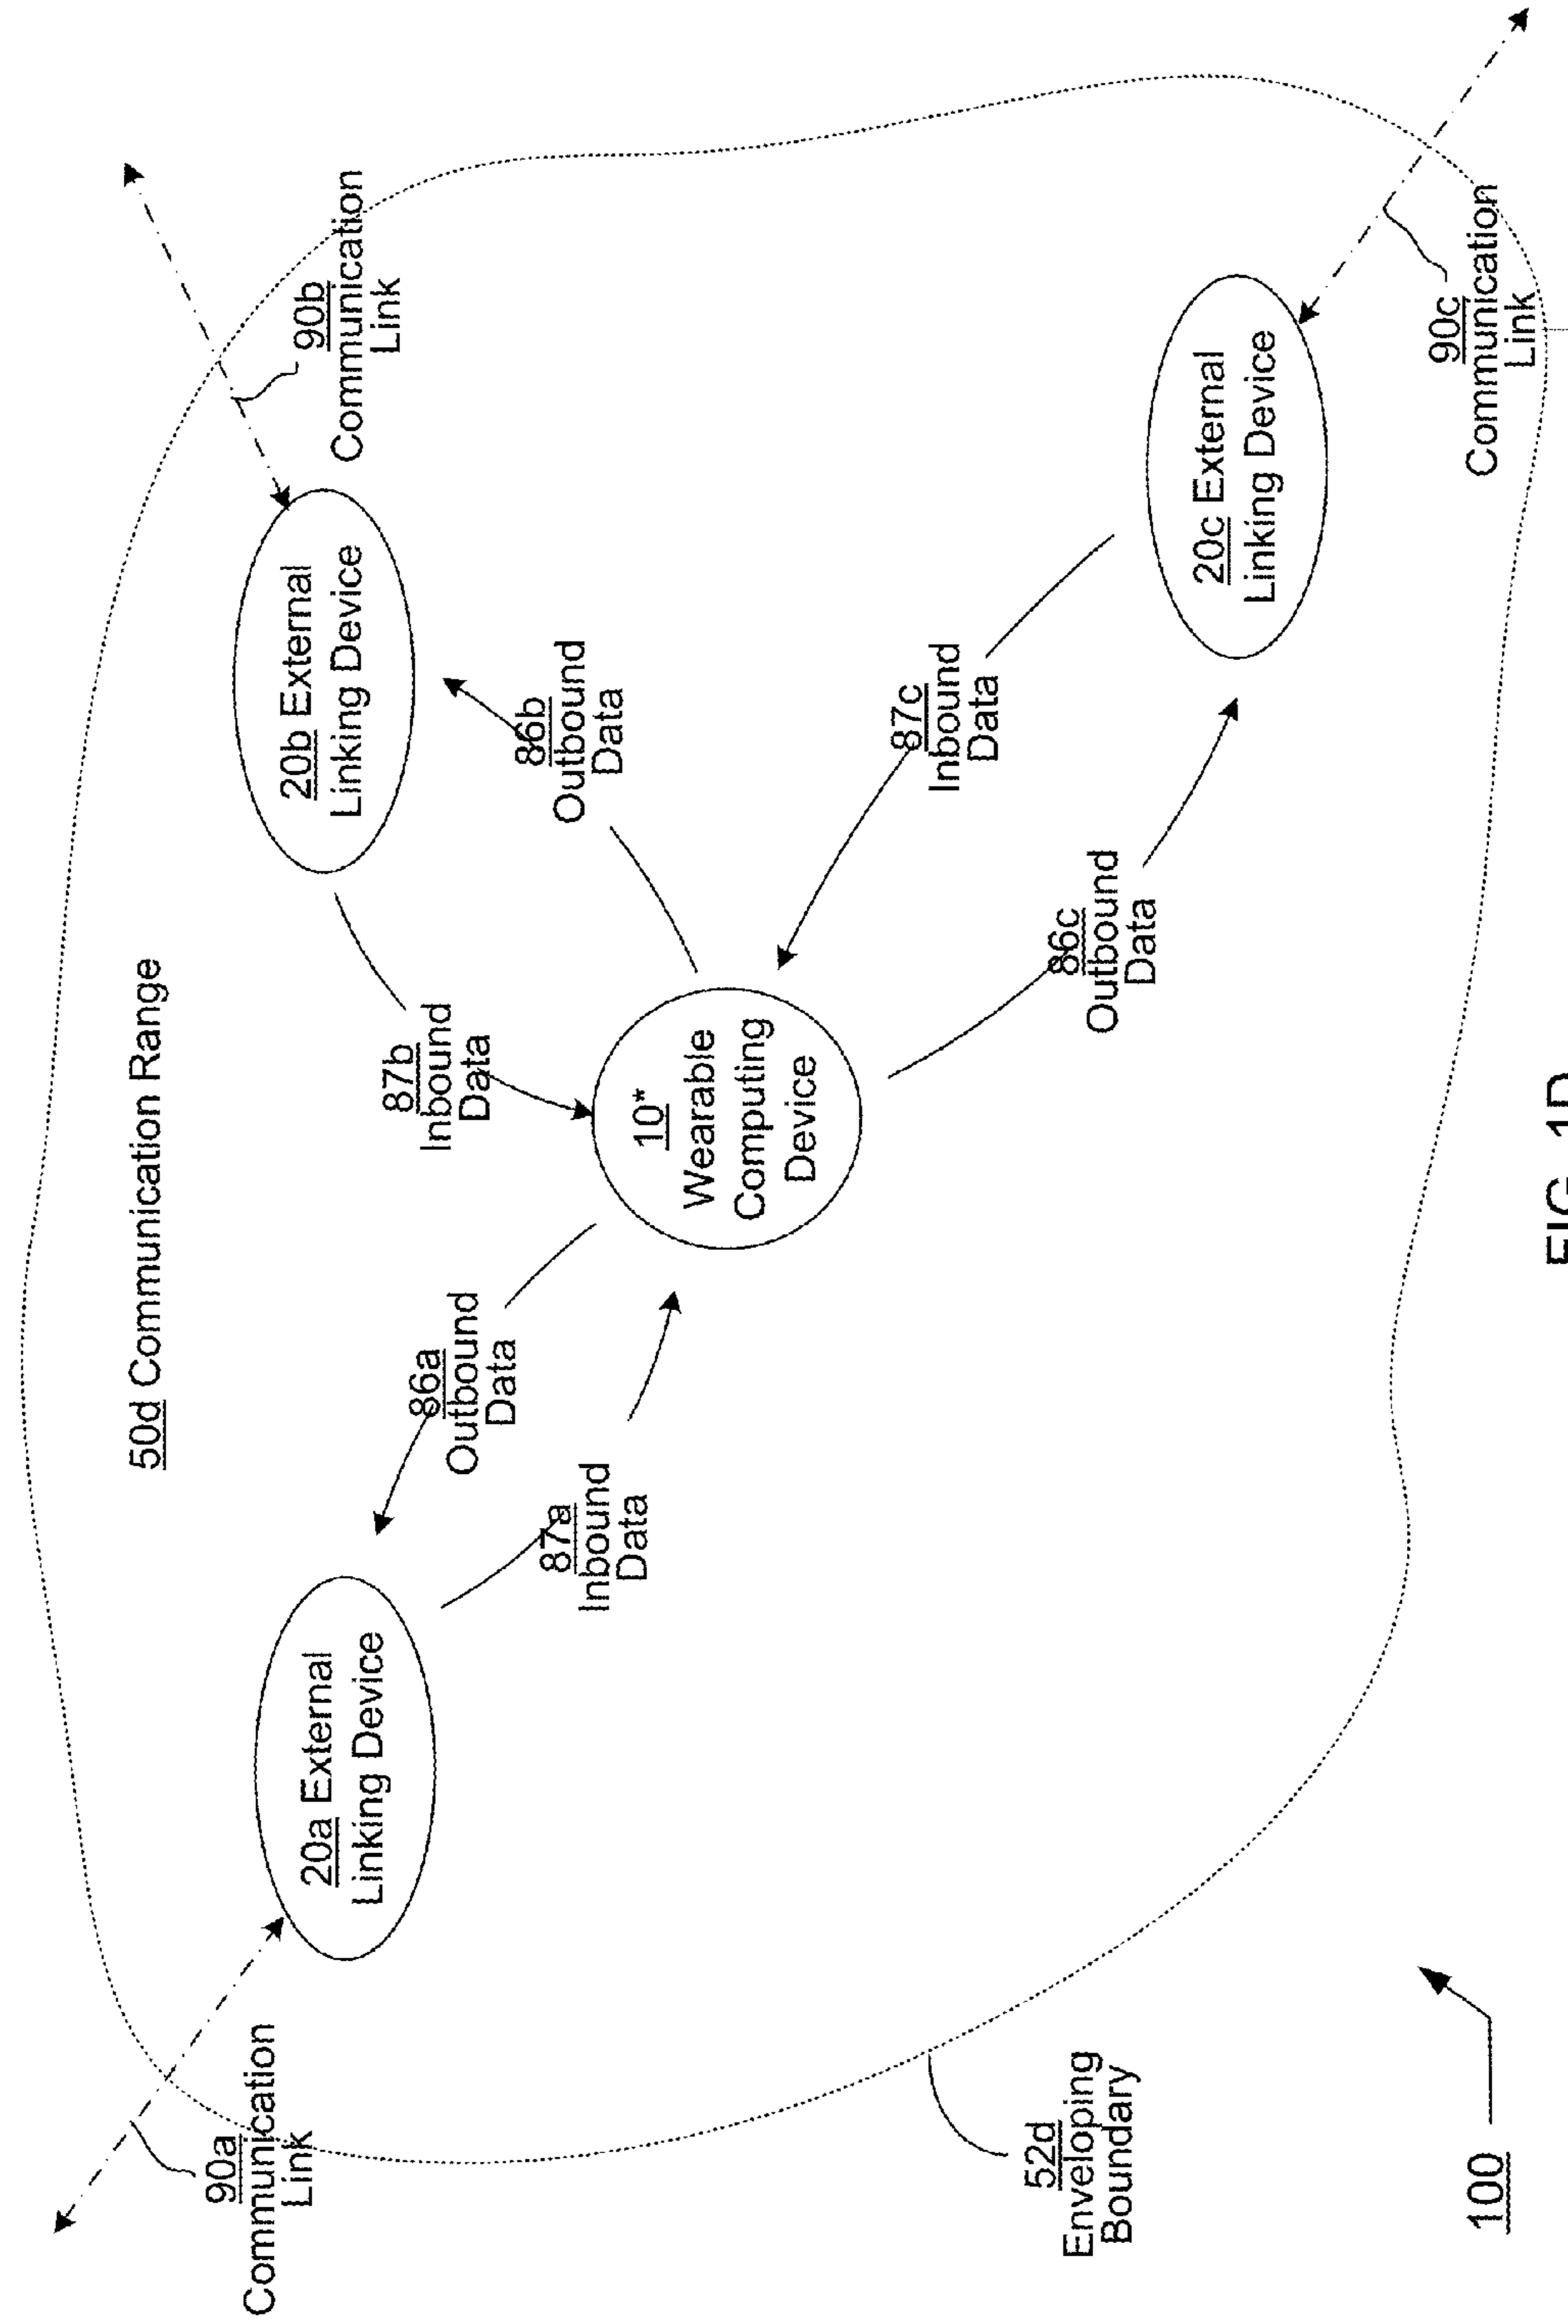 50d Communication Range
90a
Communication
Link
20a External
Linking Device
86a
Outbound
Data
87a
Inbound
Data
10*
Wearable
Computing
Device
87b
Inbound
Data
86b
Outbound
Data
20b External
Linking Device
90b
Communication
Link
87c
Inbound
Data
86c
Outbound
Data
20c External
Linking Device
90c
Communication
Link
52d
Enveloping
Boundary
100
FIG. 1D